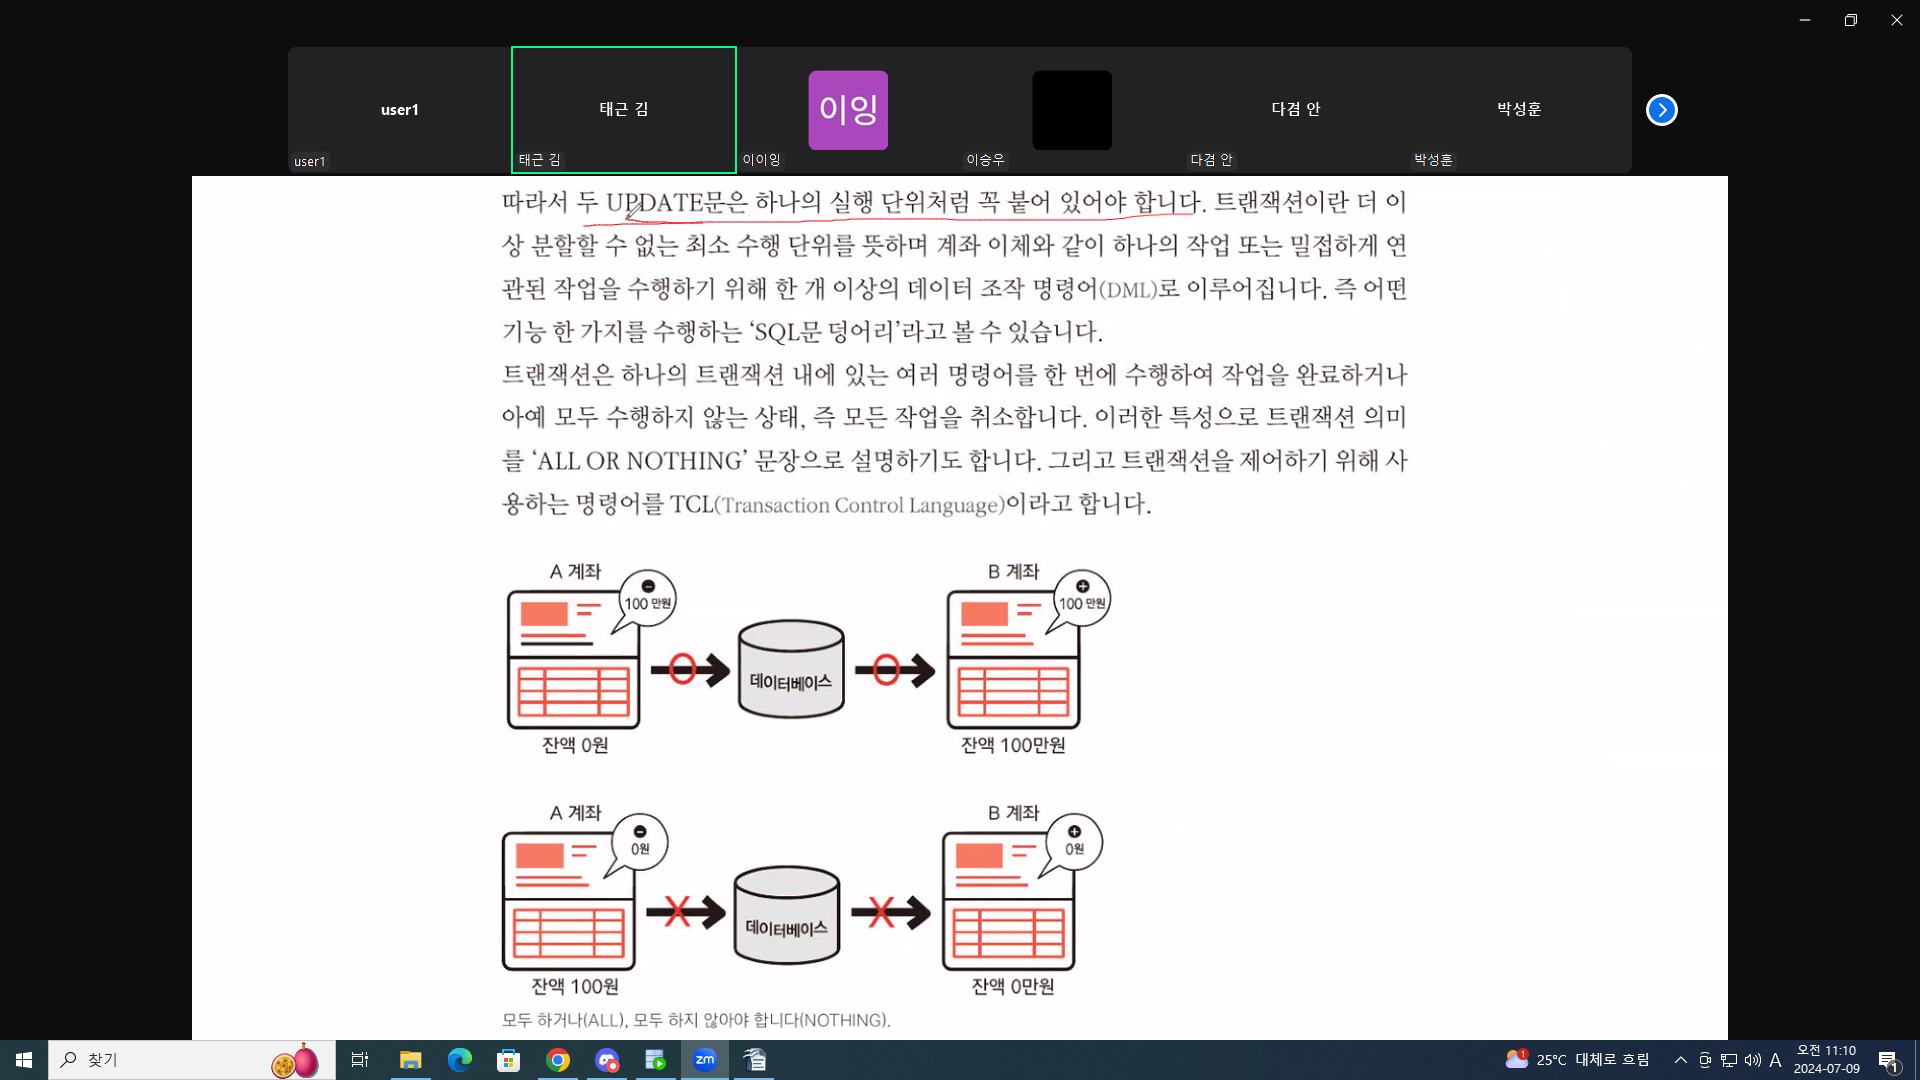 user1
태근 김
이잉
다겸 안
박성훈
user1
태근 김
이이잉
이승우
다겸 안
박성훈
따라서 두 UPDATE문은 하나의 실행 단위처럼 꼭 붙어 있어야 합니다. 트랜잭션이란 더 이
상 분할할 수 없는 최소 수행 단위를 뜻하며 계좌 이체와 같이 하나의 작업 또는 밀접하게 연
관된 작업을 수행하기 위해 한 개 이상의 데이터 조작 명령어(DML)로 이루어집니다. 즉 어떤
기능 한 가지를 수행하는 ‘SQL문 덩어리’라고 볼 수 있습니다.
트랜잭션은 하나의 트랜잭션 내에 있는 여러 명령어를 한 번에 수행하여 작업을 완료하거나
아예 모두 수행하지 않는 상태, 즉 모든 작업을 취소합니다. 이러한 특성으로 트랜잭션 의미
를 ‘ALL OR NOTHING’ 문장으로 설명하기도 합니다. 그리고 트랜잭션을 제어하기 위해 사
용하는 명령어를 TCL(Transaction Control Language)이라고 합니다.
A 계좌
B 계좌
100 만원
100 만원
데이터베이스
잔액 0원
잔액 100만원
A 계좌
B 계좌
0원
0원
데이터베이스
잔액 100원
잔액 0만원
모두 하거나(ALL), 모두 하지 않아야 합니다(NOTHING).
찾기
zm
1
25°C 대체로 흐림
A
오전 11:10
2024-07-09
1